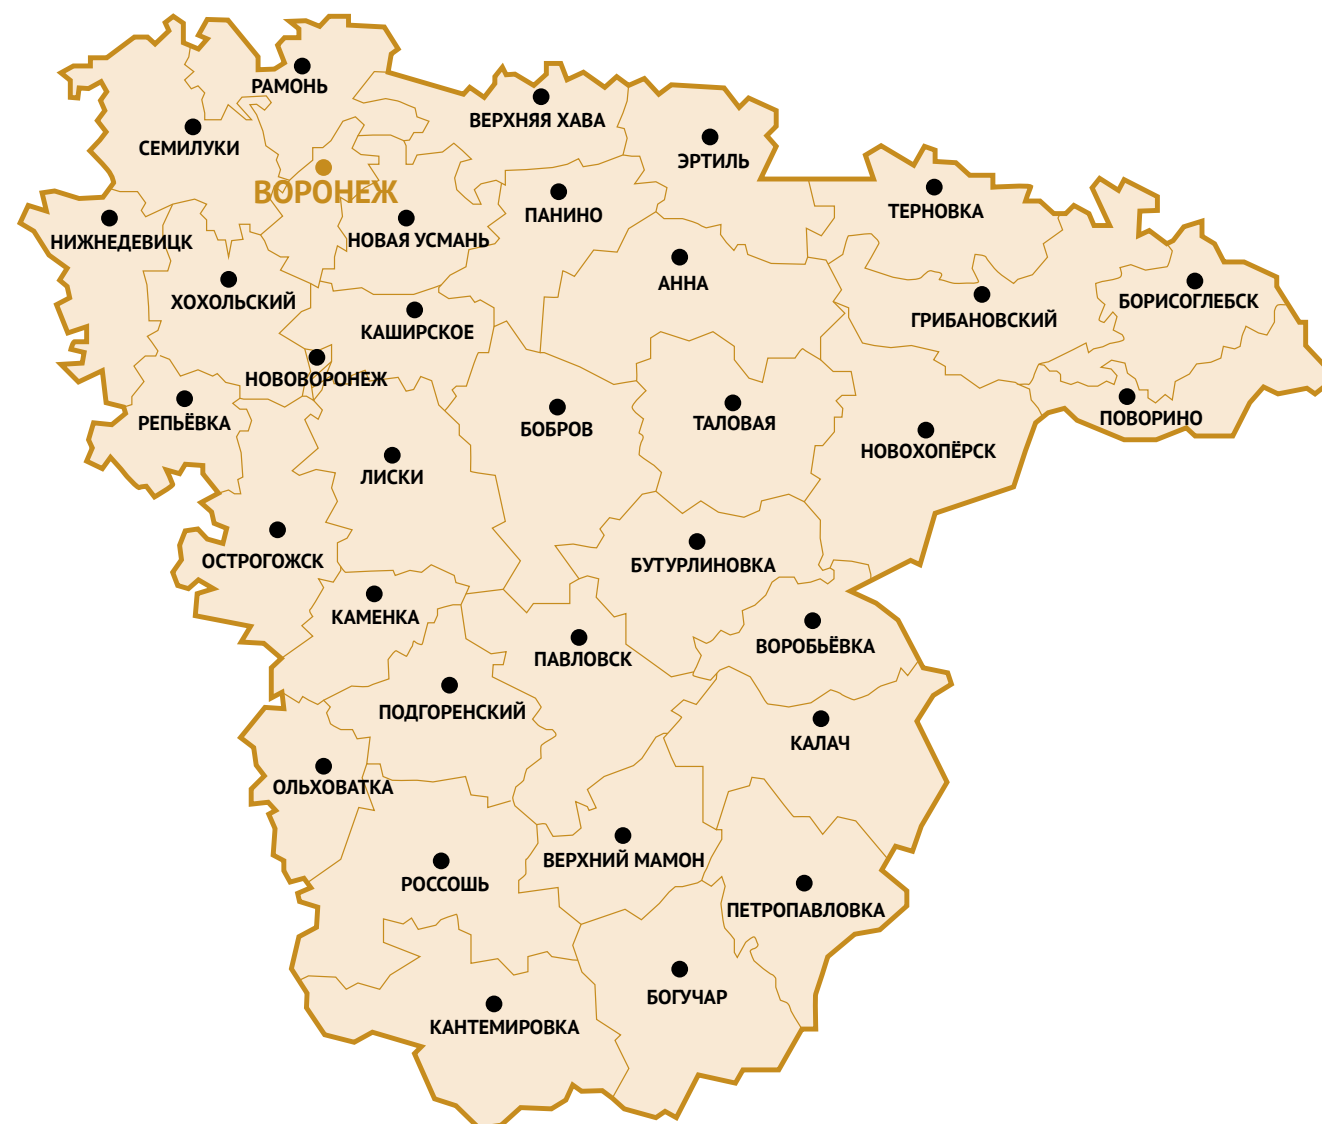 РАМОНЬ
ВЕРХНЯЯ ХАВА
СЕМИЛУКИ
ЭРТИЛЬ
ВОРОНЕЖ
ПАНИНО
ТЕРНОВКА
НИЖНЕДЕВИЦК
НОВАЯ УСМАНЬ
АННА
ХОХОЛЬСКИЙ
БОРИСОГЛЕБСК
ГРИБАНОВСКИЙ
КАШИРСКОЕ
НОВОВОРОНЕЖ
ПОВОРИНО
РЕПЬЁВКА
ТАЛОВАЯ
БОБРОВ
НОВОХОПЁРСК
ЛИСКИ
ОСТРОГОЖСК
БУТУРЛИНОВКА
КАМЕНКА
ВОРОБЬЁВКА
ПАВЛОВСК
ПОДГОРЕНСКИЙ
КАЛАЧ
ОЛЬХОВАТКА
ВЕРХНИЙ МАМОН
РОССОШЬ
ПЕТРОПАВЛОВКА
БОГУЧАР
КАНТЕМИРОВКА